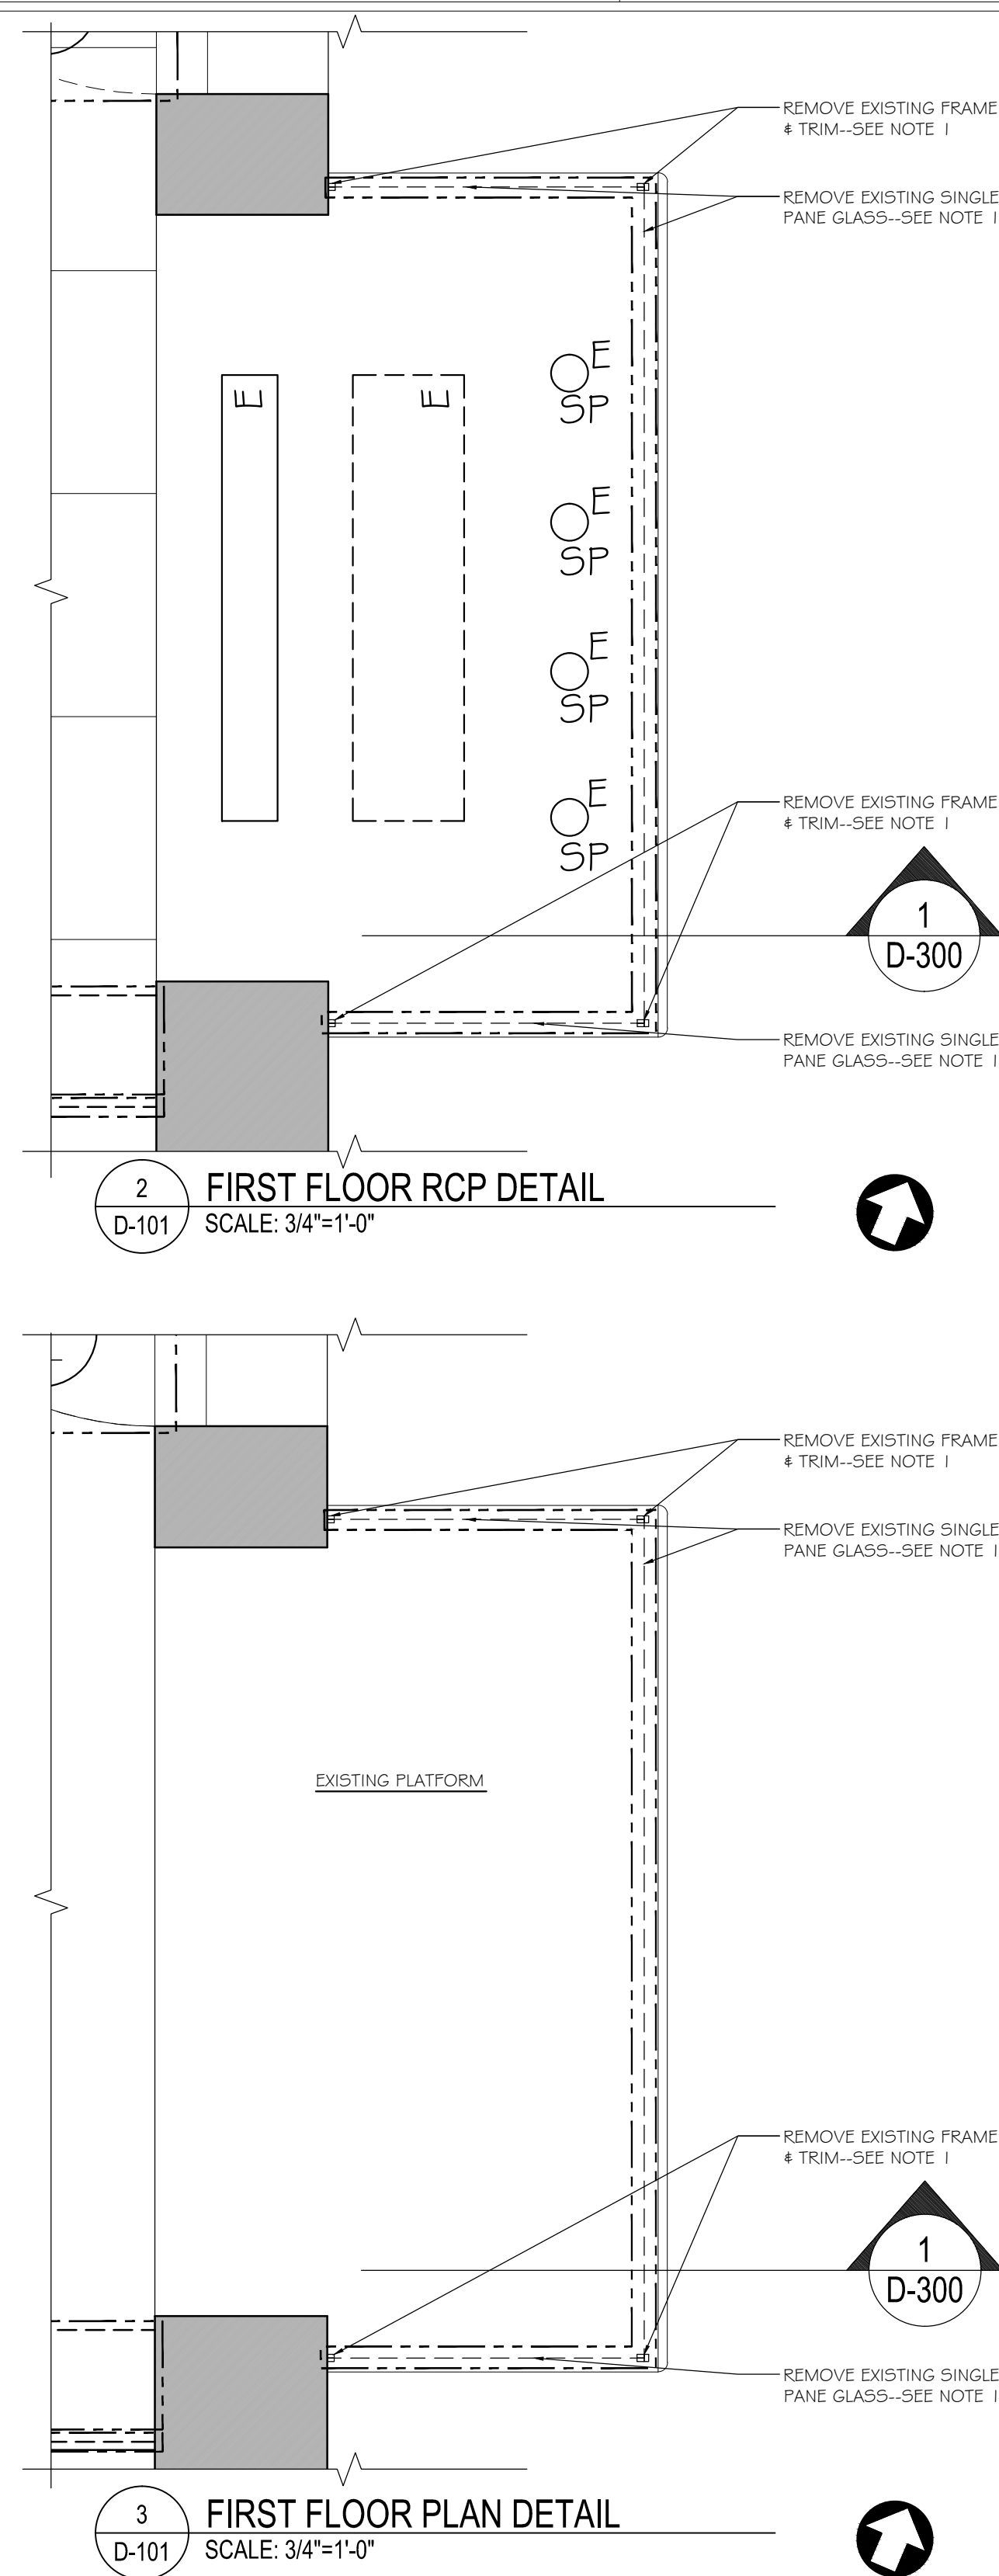 REMOVE EXISTING FRAME
& TRIM--SEE NOTE 1
REMOVE EXISTING SINGLE
PANE GLASS--SEE NOTE 1
E
E
E
SP
E
SP
E
SP
E
SP
REMOVE EXISTING FRAME
& TRIM--SEE NOTE 1
1
D-300
REMOVE EXISTING SINGLE
PANE GLASS--SEE NOTE 1
2
D-101
FIRST FLOOR RCP DETAIL
SCALE: 3/4"=1'-0"
REMOVE EXISTING FRAME
& TRIM--SEE NOTE 1
REMOVE EXISTING SINGLE
PANE GLASS--SEE NOTE 1
EXISTING PLATFORM
REMOVE EXISTING FRAME
& TRIM--SEE NOTE 1
1
D-300
REMOVE EXISTING SINGLE
PANE GLASS--SEE NOTE 1
3
D-101
FIRST FLOOR PLAN DETAIL
SCALE: 3/4"=1'-0"